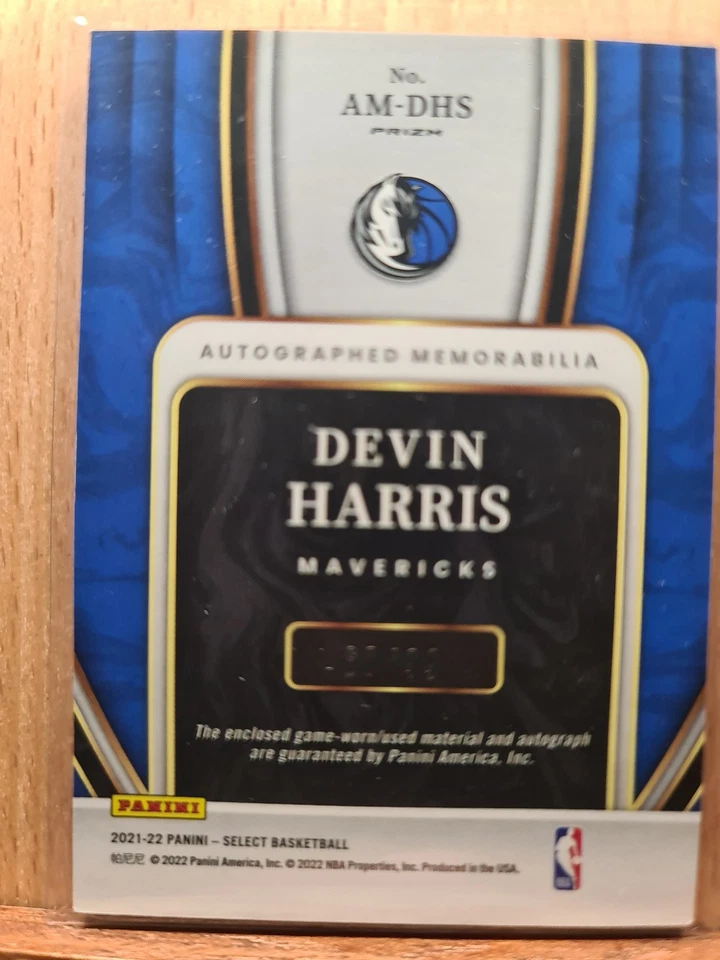 No.
AM-DHS
PRIZM
AUTOGRAPHED MEMORABILIA
DEVIN
HARRIS
MAVERICKS
The enclosed game-worn/used material and autograph
are guaranteed by Panini America, Inc.
PANINI
2021-22 PANINI – SELECT BASKETBALL
帕尼尼 © 2022 Panini America, Inc. © 2022 NBA Properties, Inc. Produced in the USA.